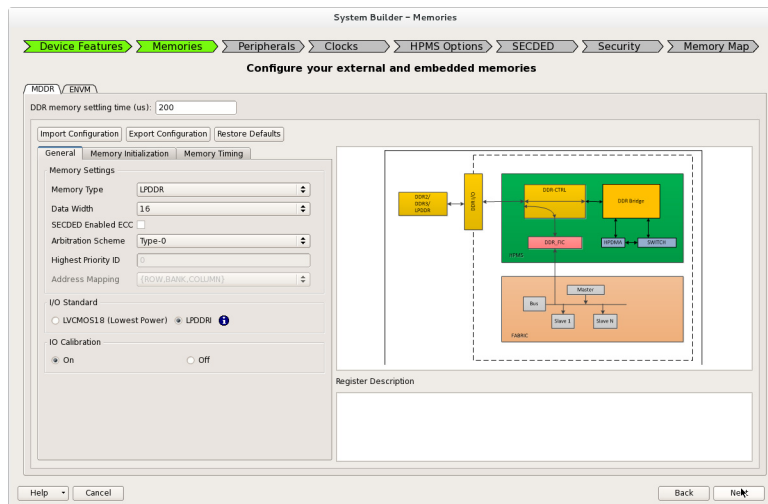 System Builder – Memories
Device Features Memories Peripherals Clocks HPMS Options SECDED Security Memory Map
Configure your external and embedded memories
MDDR ENVM
DDR memory settling time (us): 200
Import Configuration Export Configuration Restore Defaults
General Memory Initialization Memory Timing
Memory Settings
Memory Type LPDDR
Data Width 16
SECDED Enabled ECC
Arbitration Scheme Type-0
Highest Priority ID 0
Address Mapping {ROW,BANK,COLUMN}
I/O Standard
LVCMOS18 (Lowest Power) LPDDRI
IO Calibration
On Off
DDR2/
DDR3/
LPDDR
DDR I/O
DDR-CTRL
DDR Bridge
DDR_FIC
HPDMA
SWITCH
HPMS
Master
Bus
Slave 1
Slave N
FABRIC
Register Description
Help Cancel Back Next